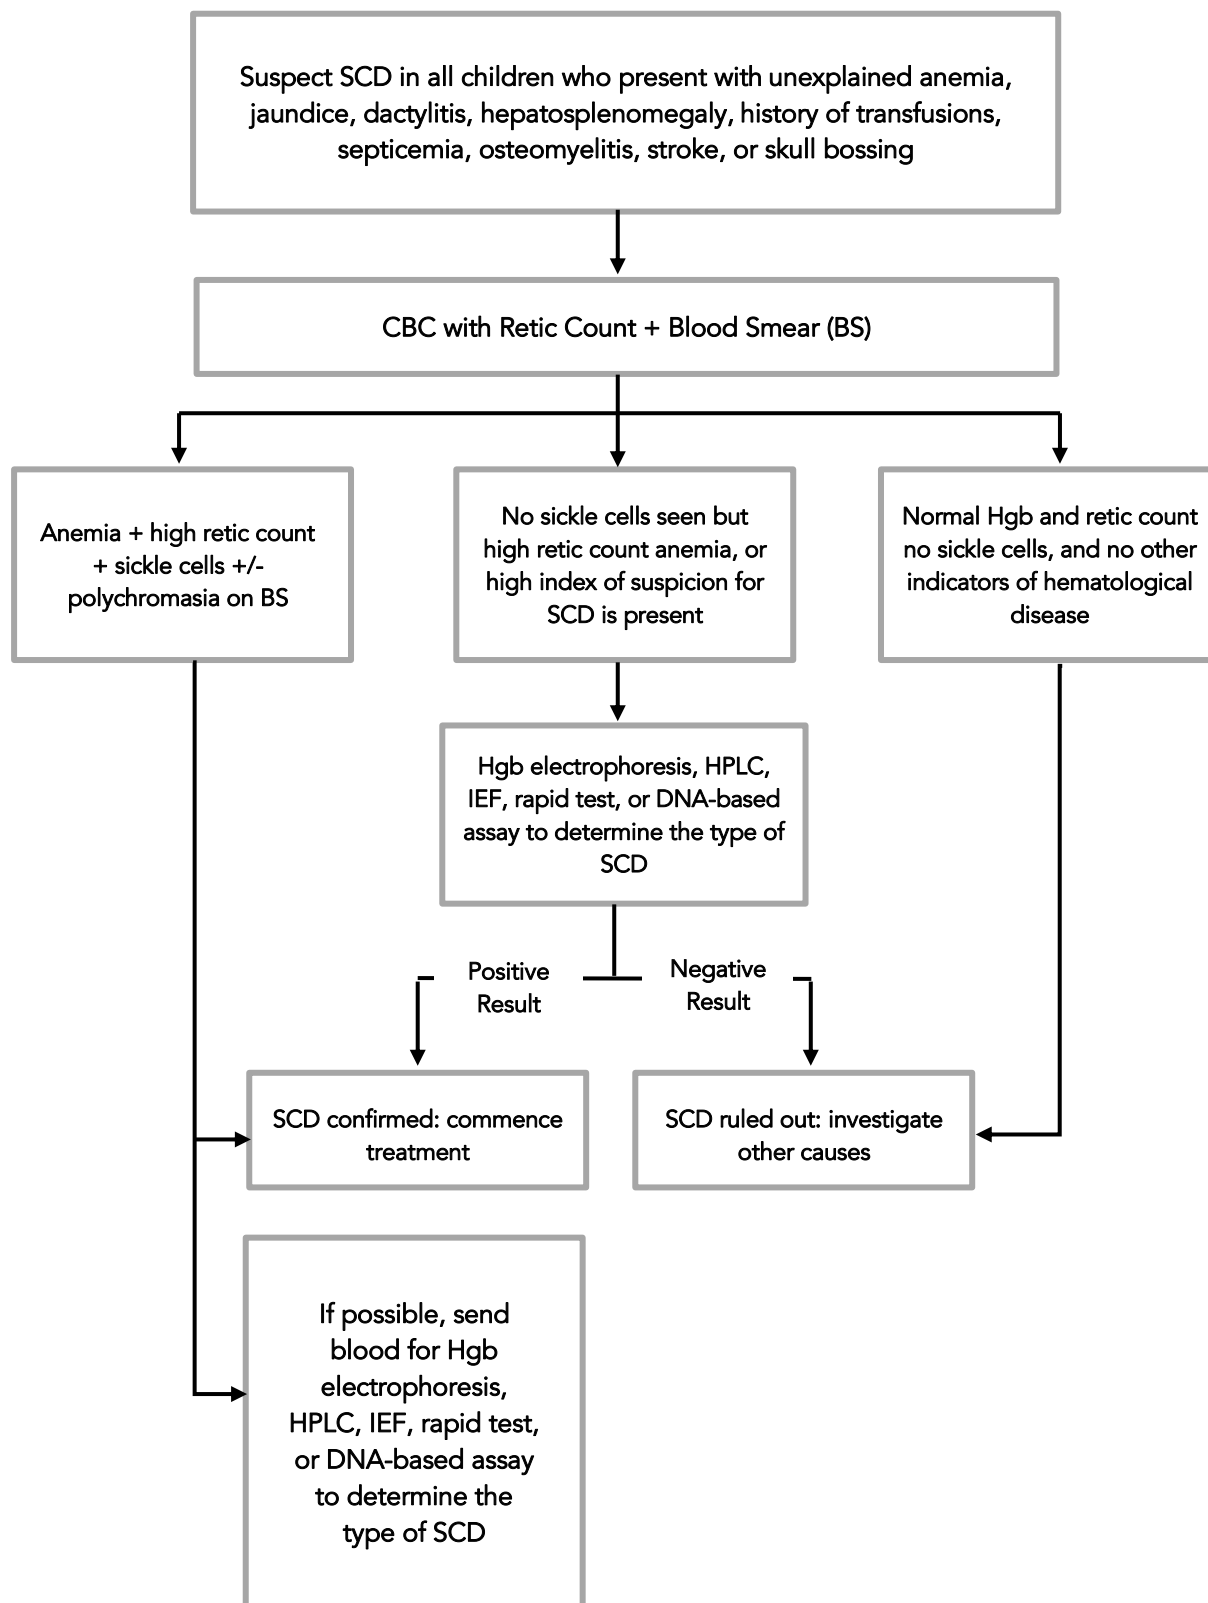 Suspect SCD in all children who present with unexplained anemia,
jaundice, dactylitis, hepatosplenomegaly, history of transfusions,
septicemia, osteomyelitis, stroke, or skull bossing
CBC with Retic Count + Blood Smear (BS)
Anemia + high retic count
+ sickle cells +/-
polychromasia on BS
No sickle cells seen but
high retic count anemia, or
high index of suspicion for
SCD is present
Normal Hgb and retic count
no sickle cells, and no other
indicators of hematological
disease
Hgb electrophoresis, HPLC,
IEF, rapid test, or DNA-based
assay to determine the type of
SCD
Positive
Result
Negative
Result
SCD confirmed: commence
treatment
SCD ruled out: investigate
other causes
If possible, send
blood for Hgb
electrophoresis,
HPLC, IEF, rapid test,
or DNA-based assay
to determine the
type of SCD